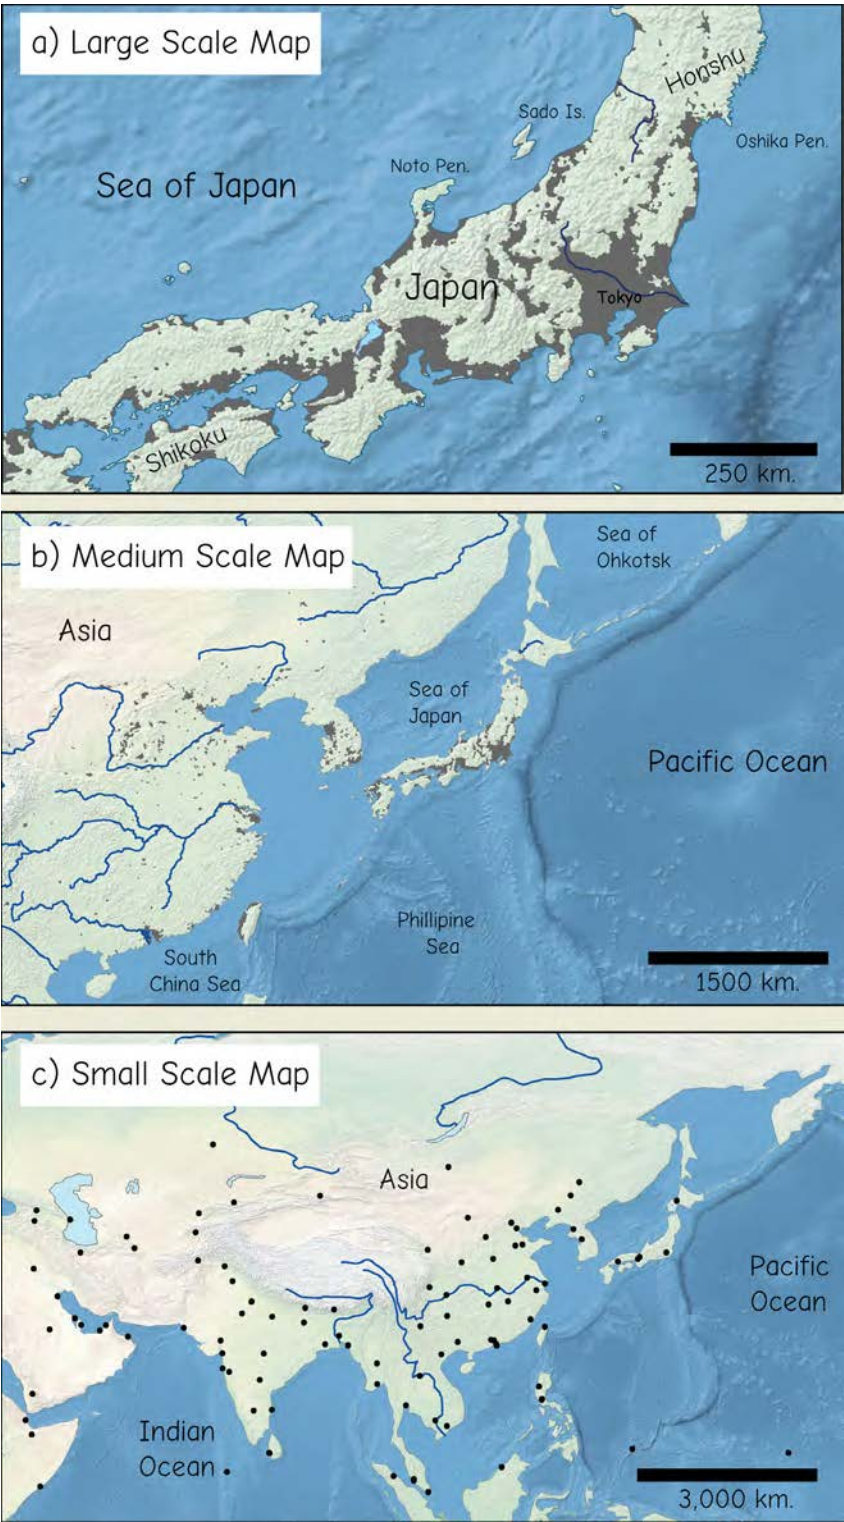 a) Large Scale Map
Honshu
Sado Is.
Oshika Pen.
Noto Pen.
Sea of Japan
Japan
Tokyo
Shikoku
250 km.
b) Medium Scale Map
Sea of
Ohkotsk
Asia
Sea of
Japan
Pacific Ocean
Phillipine
Sea
South
China Sea
1500 km.
c) Small Scale Map
Asia
Pacific
Ocean
Indian
Ocean
3,000 km.